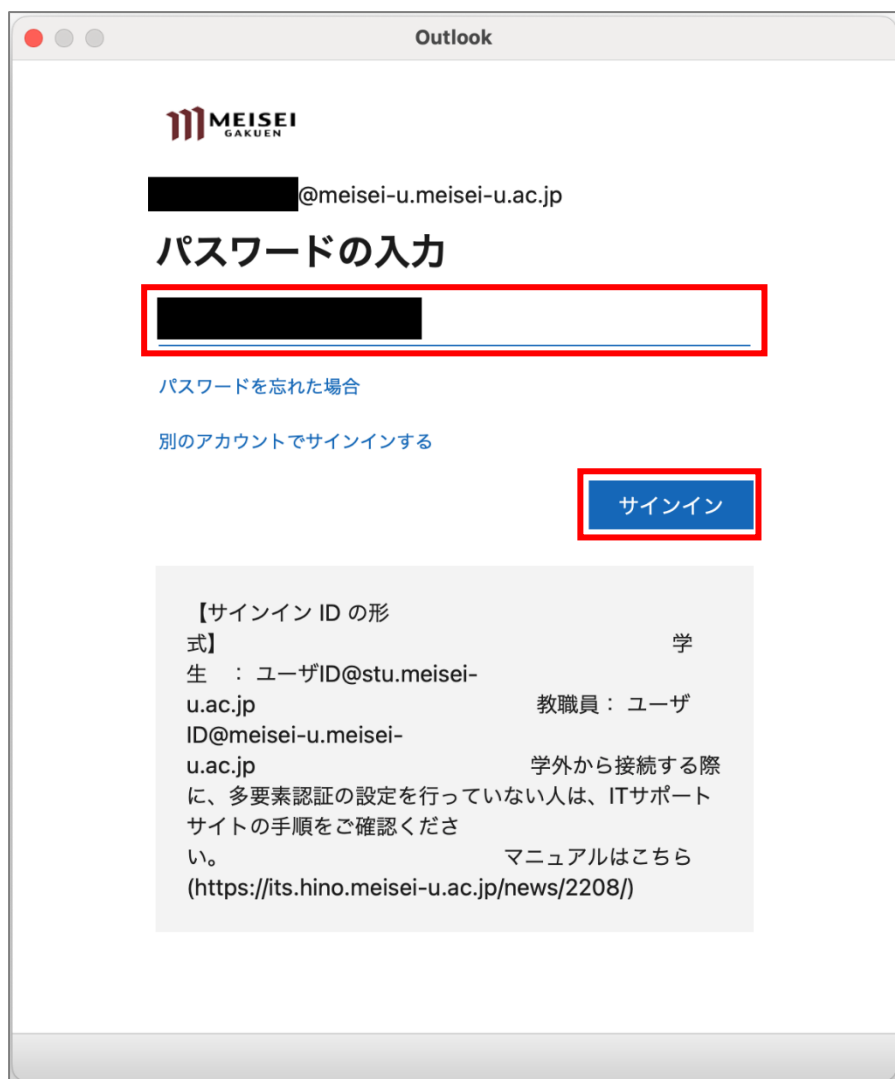 Outlook
MEISEI
GAKUEN
@meisei-u.meisei-u.ac.jp
パスワードの入力
パスワードを忘れた場合
別のアカウントでサインインする
サインイン
【サインイン ID の形
式】 学
生 : ユーザID@stu.meisei-
u.ac.jp 教職員: ユーザ
ID@meisei-u.meisei-
u.ac.jp 学外から接続する際
に、多要素認証の設定を行っていない人は、ITサポート
サイトの手順をご確認くださ
い。 マニュアルはこちら
(https://its.hino.meisei-u.ac.jp/news/2208/)